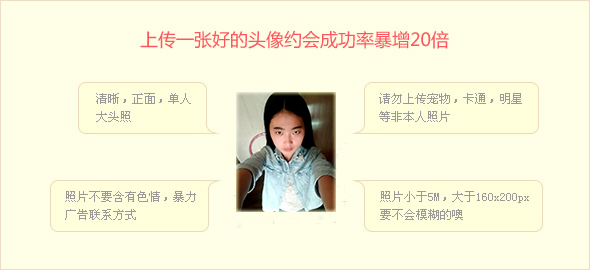 上传一张好的头像约会成功率暴增20倍
清晰，正面，单人
大头照
请勿上传宠物，卡通，明星
等非本人照片
照片不要含有色情，暴力
广告联系方式
照片小于5M，大于160x200px
要不会模糊的噢